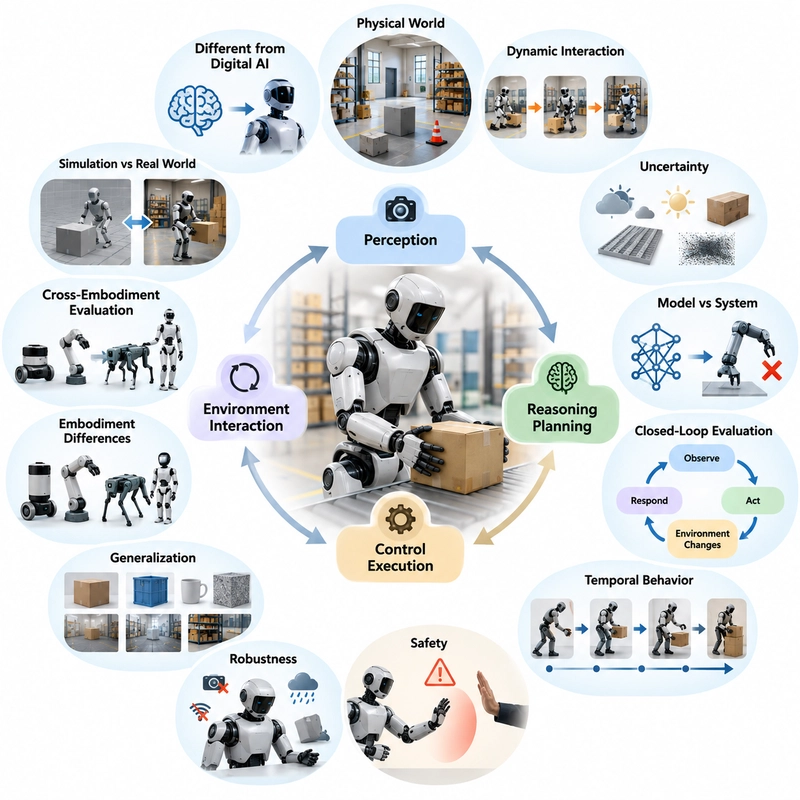 Physical World
Different from
Digital AI
Dynamic Interaction
Simulation vs Real World
Uncertainty
Perception
Cross-Embodiment
Evaluation
Model vs System
Environment
Interaction
Reasoning
Planning
Embodiment
Differences
Closed-Loop Evaluation
Observe
Respond
Act
Environment
Changes
Control
Execution
Generalization
Temporal Behavior
Robustness
Safety